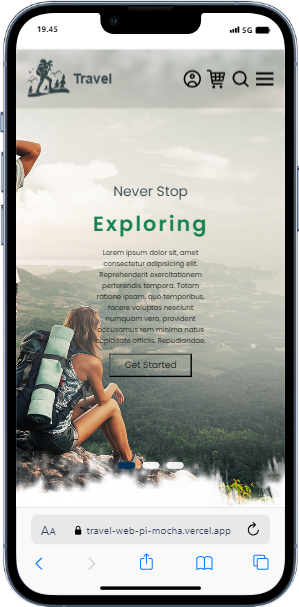 19.45
5G
Travel
Never Stop
Exploring
Lorem ipsum dolor sit, amet
consectetur adipisicing elit.
Reprehenderit exercitationem
perferendis tempora. Totam
ratione ipsam, quo temporibus,
facere voluptas nesciunt
numquam vero, provident
accusamus rem minima natus
cupiditate officiis. Repudiandae.
Get Started
AA
travel-web-pi-mocha.vercel.app